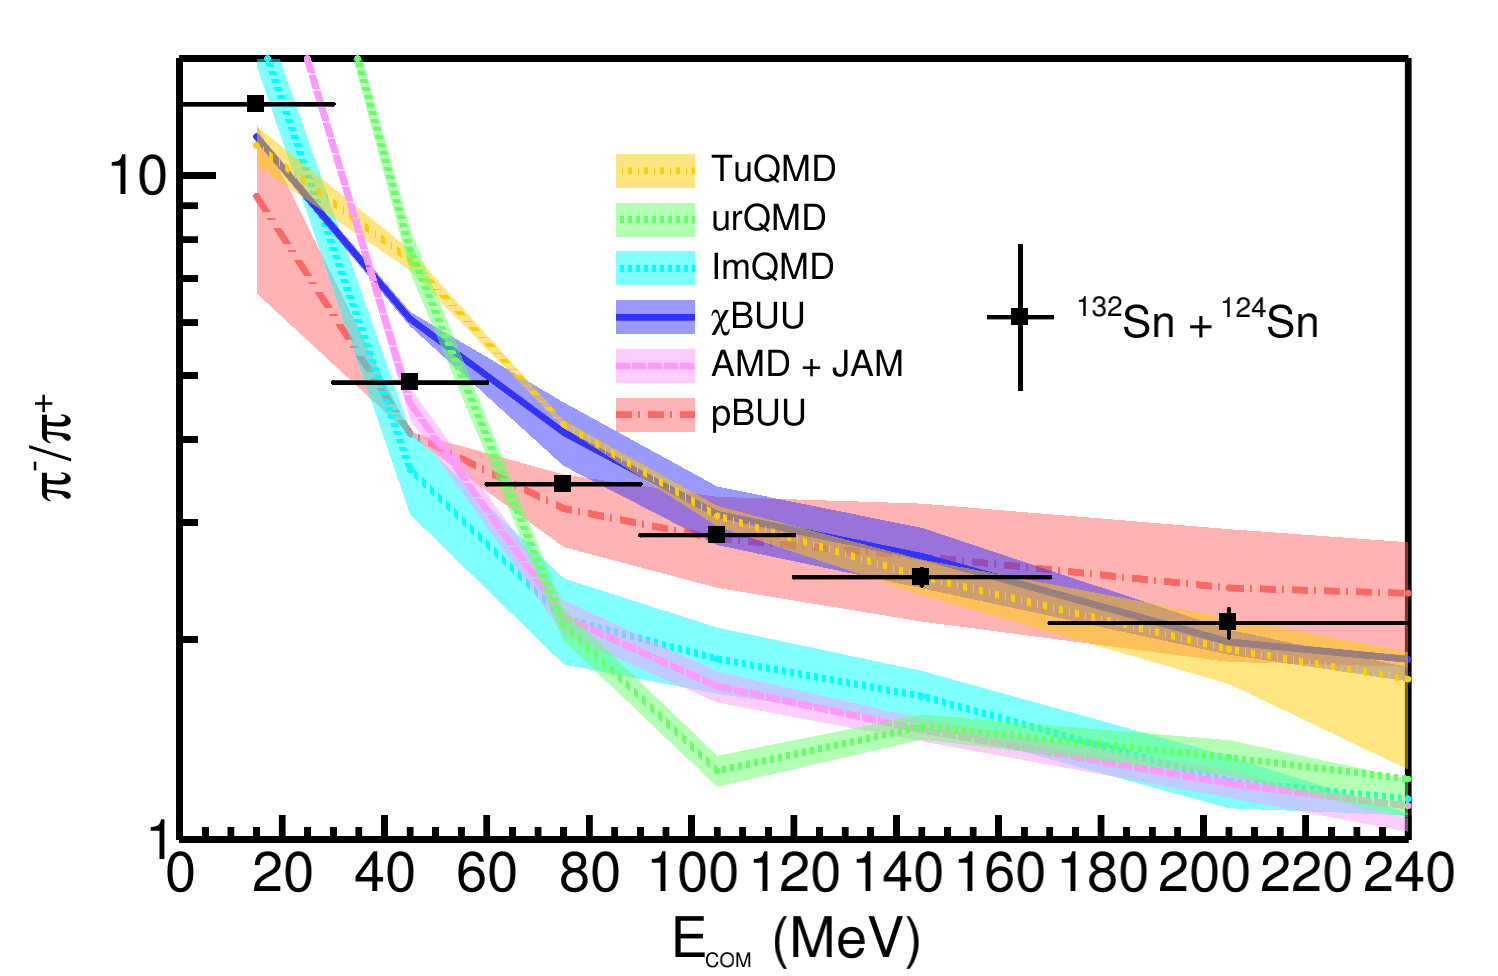 π⁻/π⁺
10
1
TuQMD
urQMD
ImQMD
χBUU
AMD + JAM
pBUU
¹³²Sn + ¹²⁴Sn
0 20 40 60 80 100 120 140 160 180 200 220 240
E_COM (MeV)